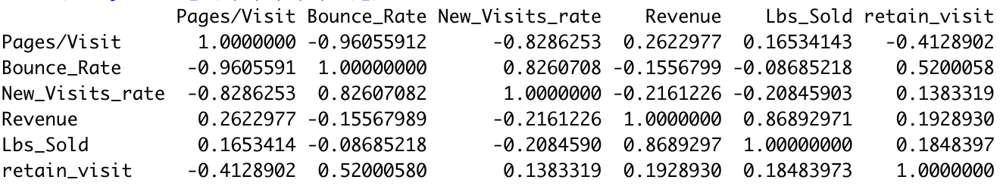 Pages/Visit Bounce_Rate New_Visits_rate Revenue Lbs_Sold retain_visit
Pages/Visit 1.0000000 -0.96055912 -0.8286253 0.2622977 0.16534143 -0.4128902
Bounce_Rate -0.9605591 1.00000000 0.8260708 -0.1556799 -0.08685218 0.5200058
New_Visits_rate -0.8286253 0.82607082 1.0000000 -0.2161226 -0.20845903 0.1383319
Revenue 0.2622977 -0.15567989 -0.2161226 1.0000000 0.86892971 0.1928930
Lbs_Sold 0.1653414 -0.08685218 -0.2084590 0.8689297 1.00000000 0.1848397
retain_visit -0.4128902 0.52000580 0.1383319 0.1928930 0.18483973 1.0000000